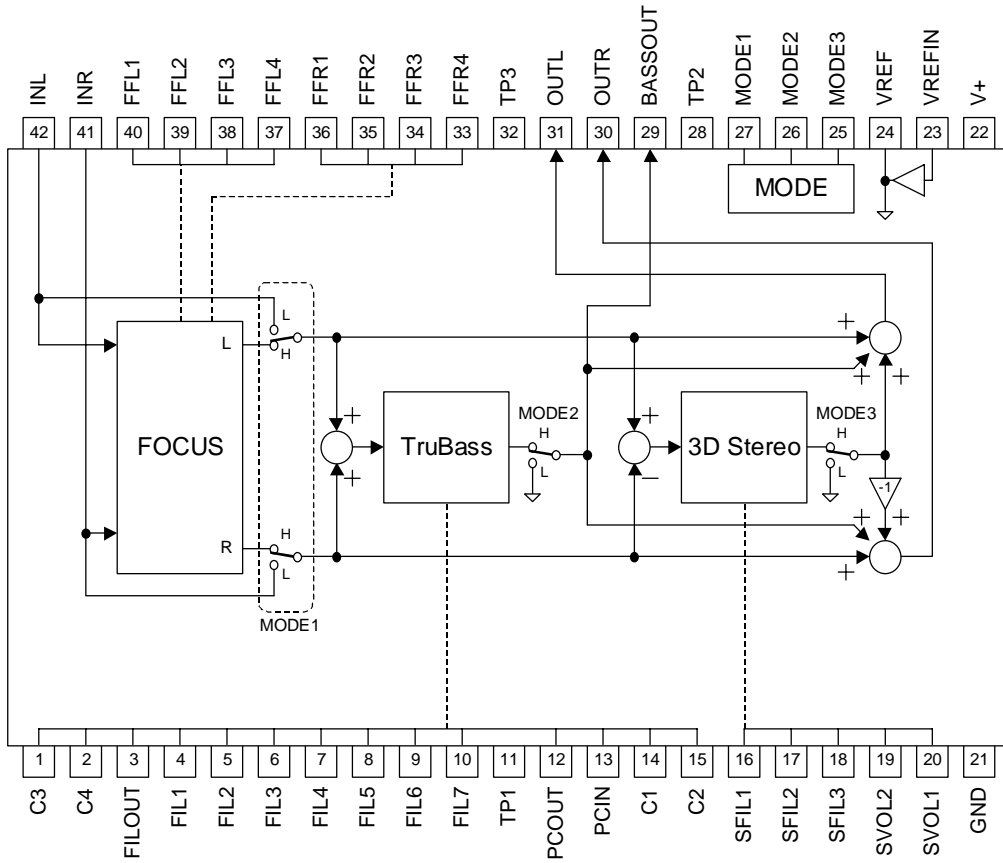 INL
INR
FFL1
FFL2
FFL3
FFL4
FFR1
FFR2
FFR3
FFR4
TP3
OUTL
OUTR
BASSOUT
TP2
MODE1
MODE2
MODE3
VREF
VREFIN
V+
42
41
40
39
38
37
36
35
34
33
32
31
30
29
28
27
26
25
24
23
22
MODE
L
L
H
+
+
+
FOCUS
+
+
TruBass
MODE2
H
L
+
−
3D Stereo
MODE3
H
L
-1
R
H
L
+
+
+
MODE1
1
2
3
4
5
6
7
8
9
10
11
12
13
14
15
16
17
18
19
20
21
C3
C4
FILOUT
FIL1
FIL2
FIL3
FIL4
FIL5
FIL6
FIL7
TP1
PCOUT
PCIN
C1
C2
SFIL1
SFIL2
SFIL3
SVOL2
SVOL1
GND